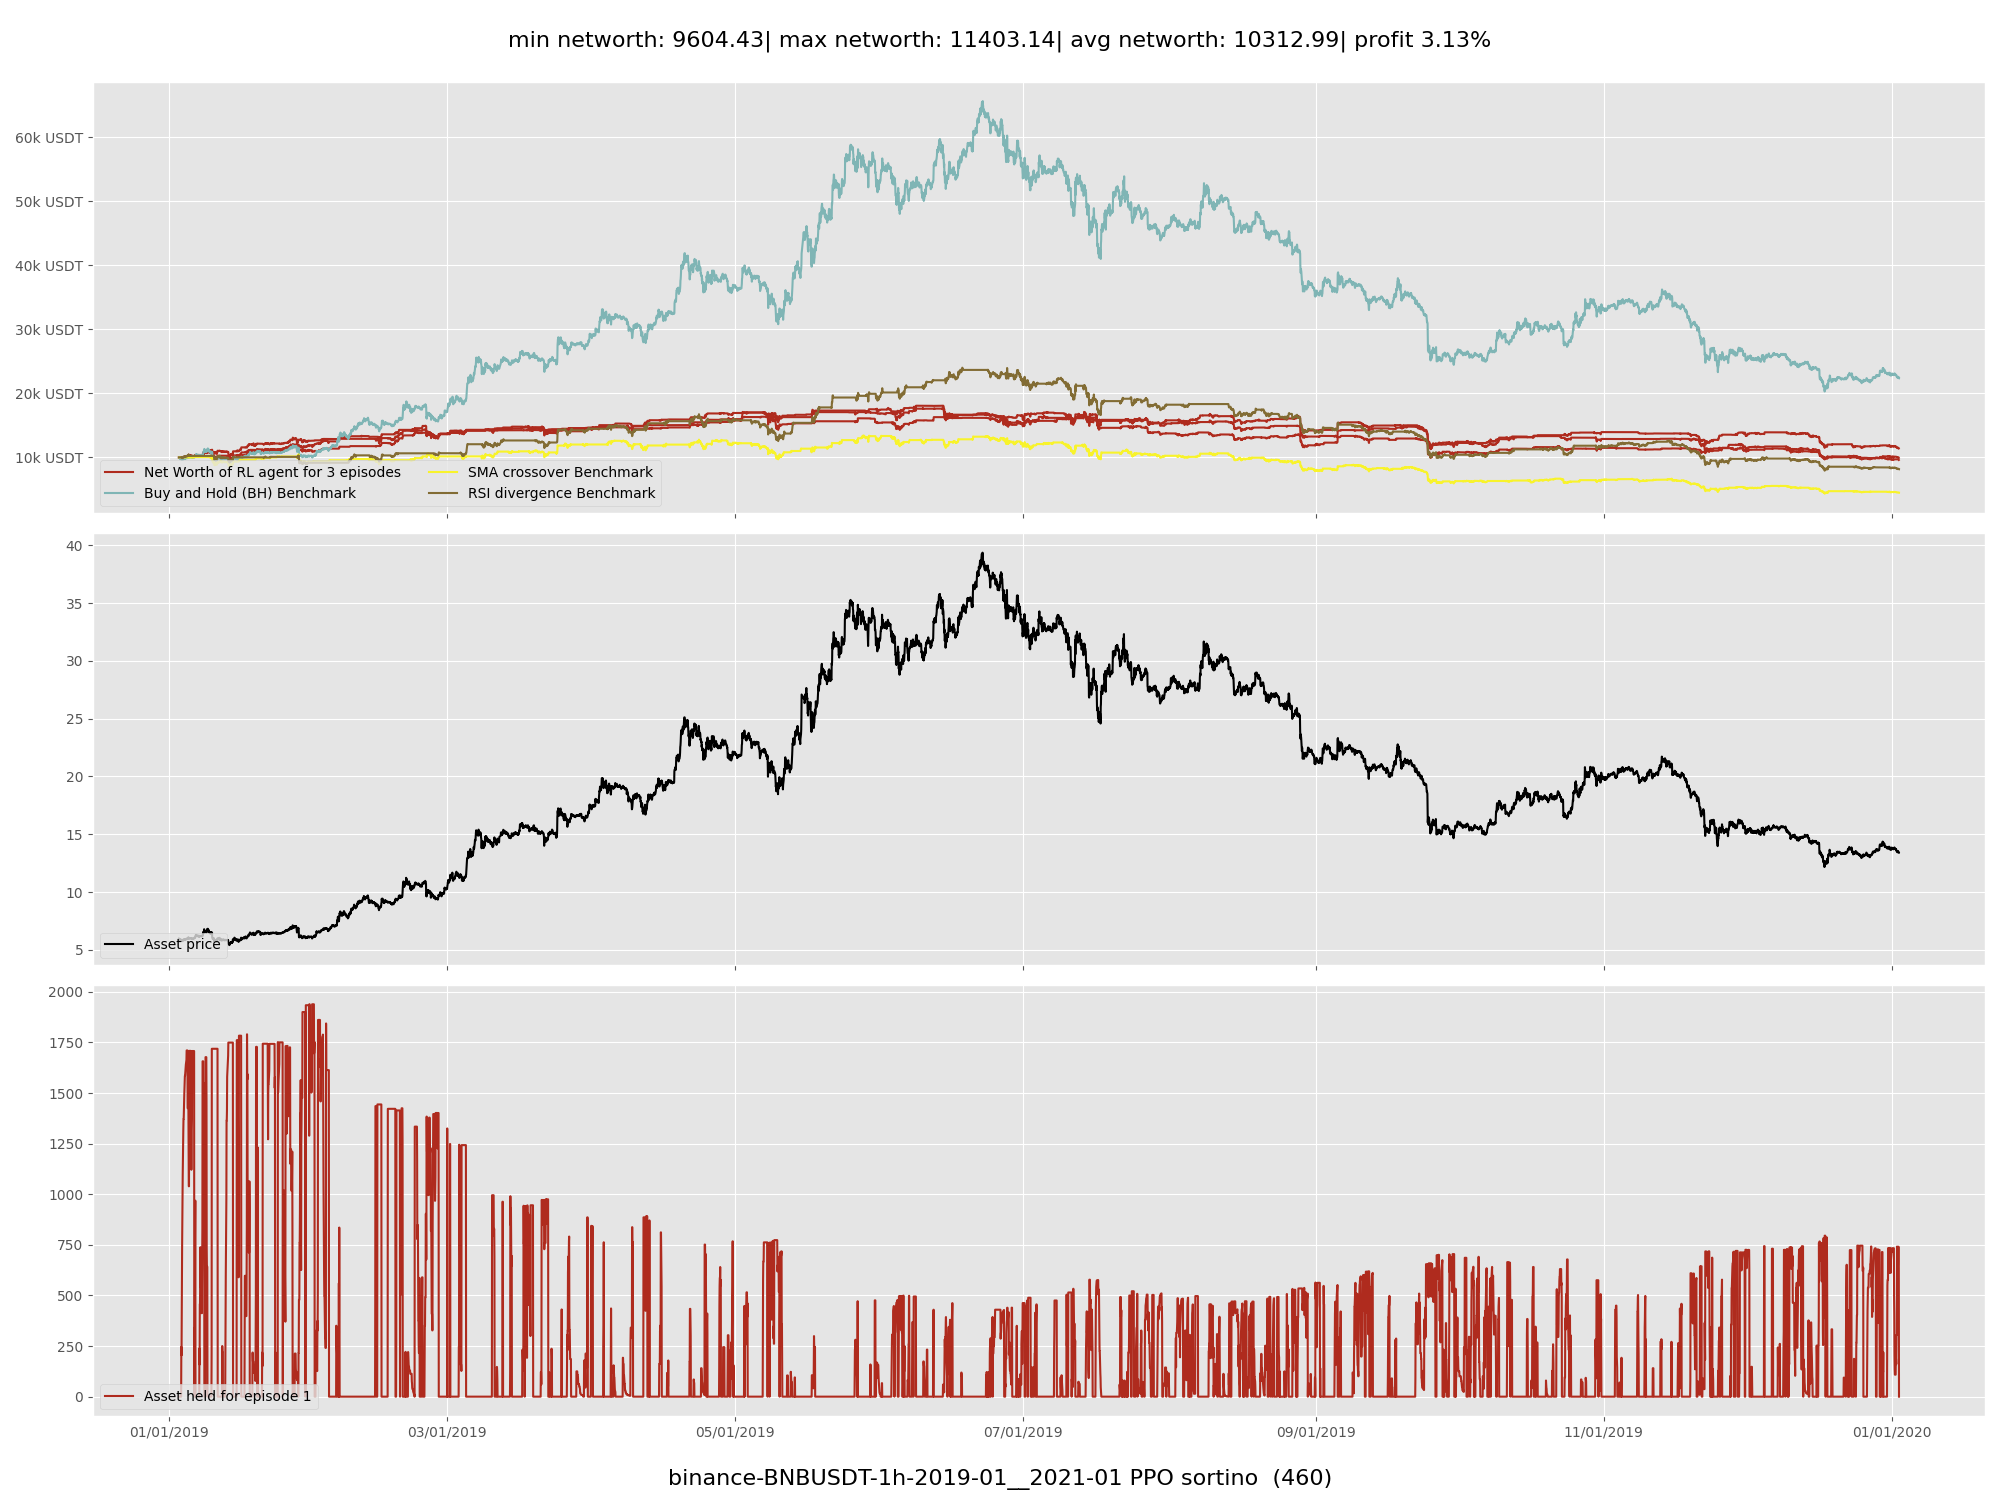 min networth: 9604.43| max networth: 11403.14| avg networth: 10312.99| profit 3.13%
60k USDT
50k USDT
40k USDT
30k USDT
20k USDT
10k USDT
Net Worth of RL agent for 3 episodes
Buy and Hold (BH) Benchmark
SMA crossover Benchmark
RSI divergence Benchmark
40
35
30
25
20
15
10
5
Asset price
2000
1750
1500
1250
1000
750
500
250
0
Asset held for episode 1
01/01/2019 03/01/2019 05/01/2019 07/01/2019 09/01/2019 11/01/2019 01/01/2020
binance-BNBUSDT-1h-2019-01__2021-01 PPO sortino  (460)